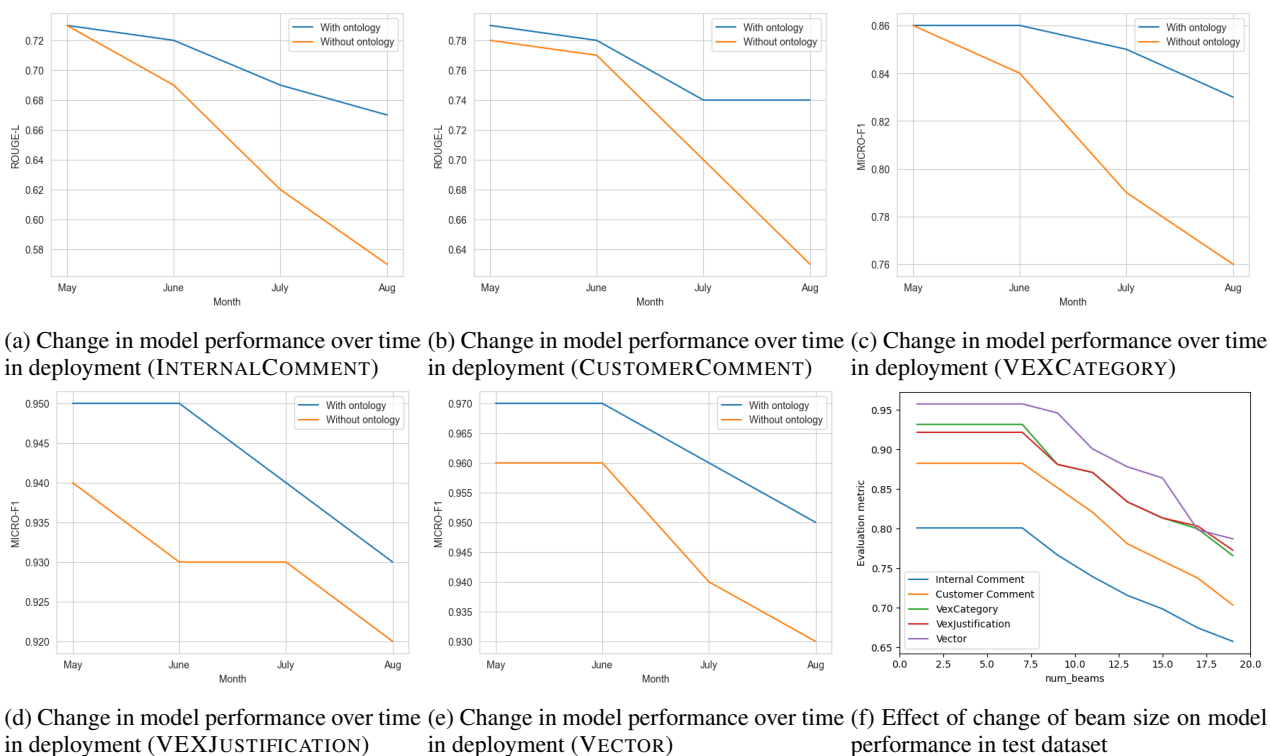 With ontology
Without ontology
0.72
0.70
0.68
0.66
0.64
0.62
0.60
0.58
ROUGE-L
May June July Aug
Month
(a) Change in model performance over time
in deployment (INTERNALCOMMENT)
With ontology
Without ontology
0.78
0.76
0.74
0.72
0.70
0.68
0.66
0.64
ROUGE-L
May June July Aug
Month
(b) Change in model performance over time
in deployment (CUSTOMERCOMMENT)
With ontology
Without ontology
0.86
0.84
0.82
0.80
0.78
0.76
MICRO-F1
May June July Aug
Month
(c) Change in model performance over time
in deployment (VEXCATEGORY)
With ontology
Without ontology
0.950
0.945
0.940
0.935
0.930
0.925
0.920
MICRO-F1
May June July Aug
Month
(d) Change in model performance over time
in deployment (VEXJUSTIFICATION)
With ontology
Without ontology
0.970
0.965
0.960
0.955
0.950
0.945
0.940
0.935
0.930
MICRO-F1
May June July Aug
Month
(e) Change in model performance over time
in deployment (VECTOR)
0.95
0.90
0.85
0.80
0.75
0.70
0.65
Evaluation metric
Internal Comment
Customer Comment
VexCategory
VexJustification
Vector
0.0 2.5 5.0 7.5 10.0 12.5 15.0 17.5 20.0
num_beams
(f) Effect of change of beam size on model
performance in test dataset